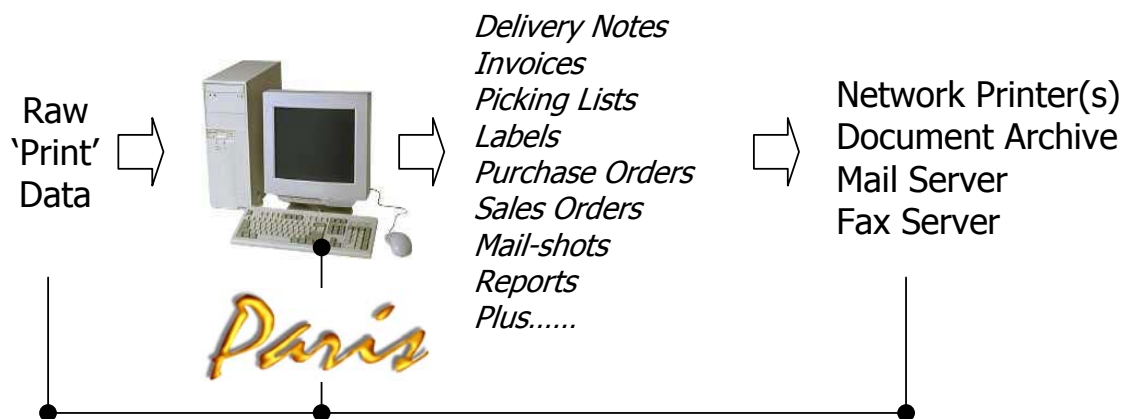 Raw
‘Print’
Data
Paris
Delivery Notes
Invoices
Picking Lists
Labels
Purchase Orders
Sales Orders
Mail-shots
Reports
Plus......
Network Printer(s)
Document Archive
Mail Server
Fax Server